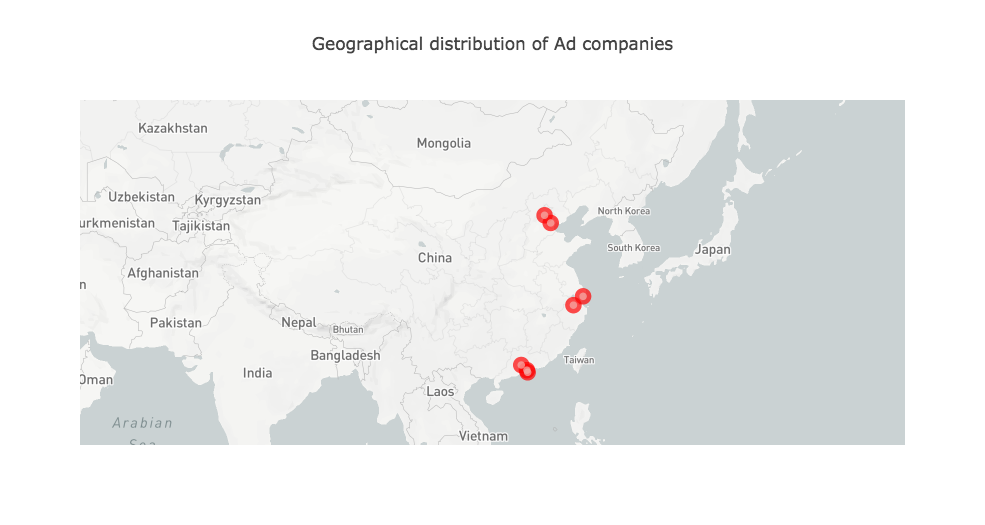 Geographical distribution of Ad companies
Kazakhstan
Mongolia
Uzbekistan
Kyrgyzstan
North Korea
urkmenistan
Tajikistan
South Korea
Japan
China
Afghanistan
n
Pakistan
Nepal
Bhutan
Bangladesh
Taiwan
India
Oman
Laos
Arabian
Sea
Vietnam